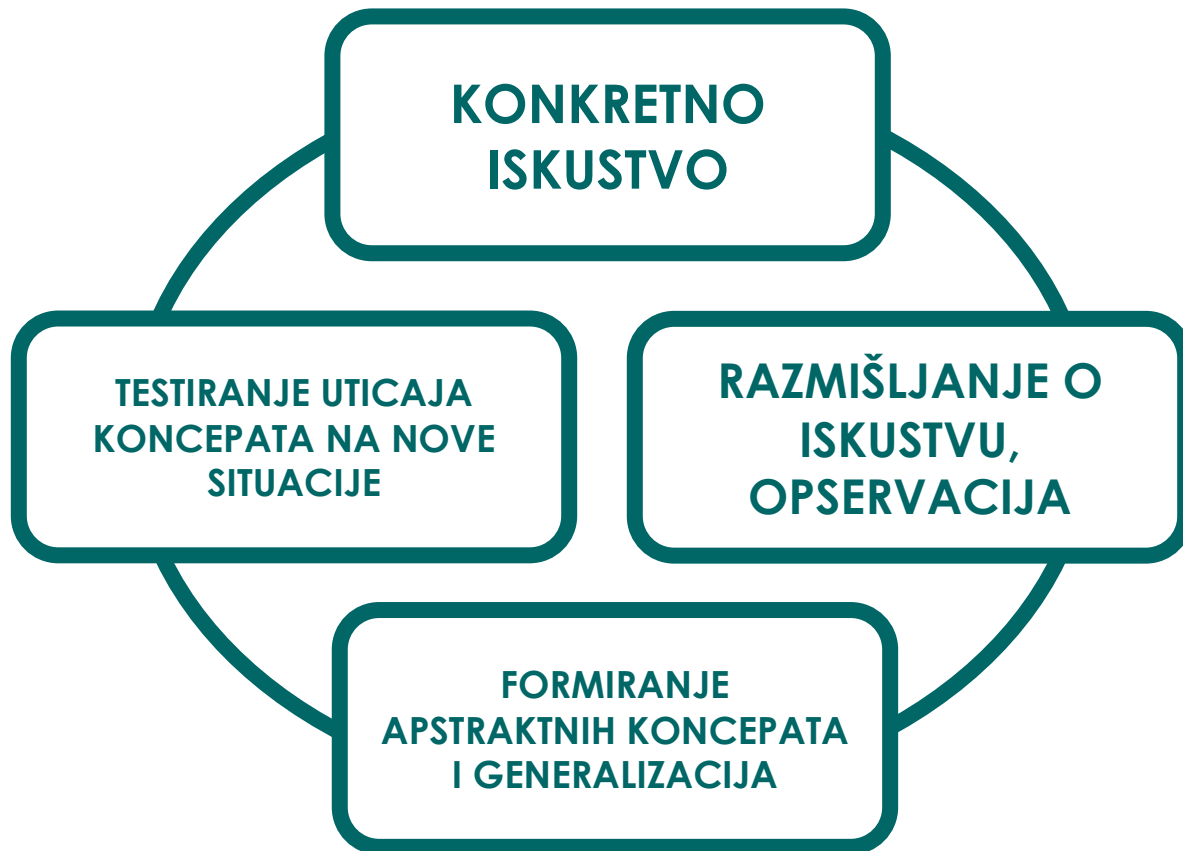 KONKRETNO
ISKUSTVO
TESTIRANJE UTICAJA
KONCEPATA NA NOVE
SITUACIJE
RAZMIŠLJANJE O
ISKUSTVU,
OPSERVACIJA
FORMIRANJE
APSTRAKTNIH KONCEPATA
I GENERALIZACIJA